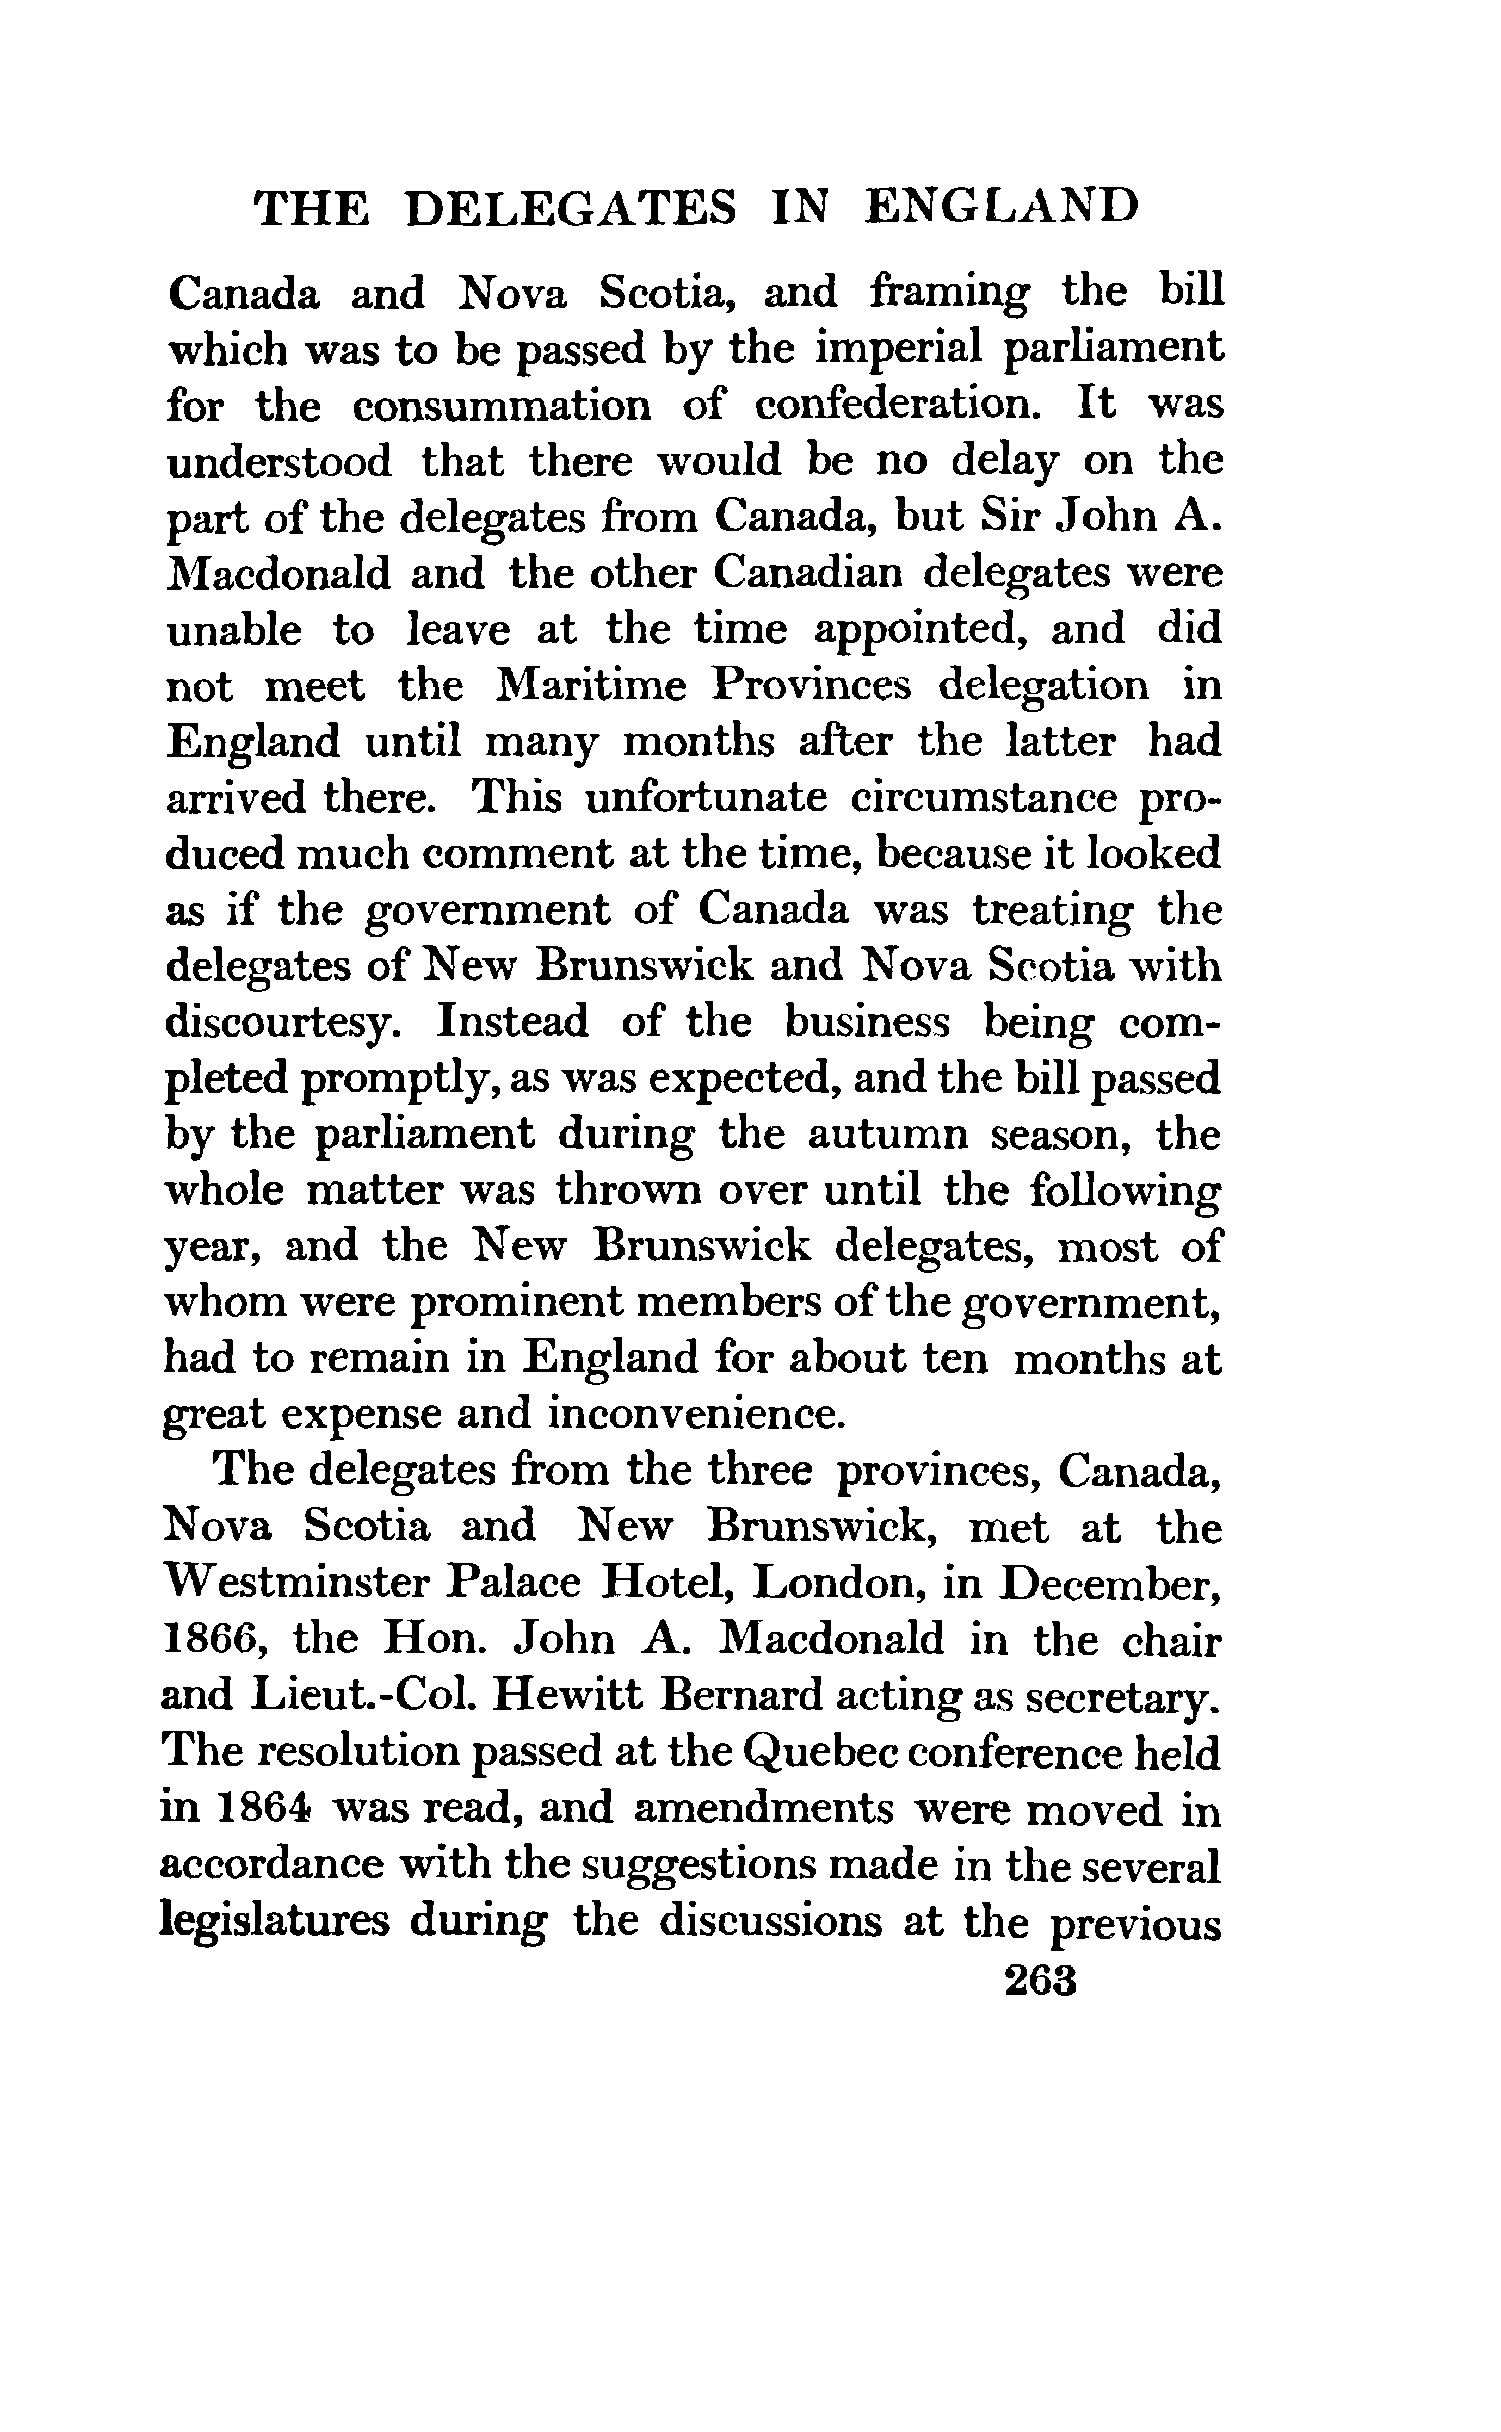 THE DELEGATES IN ENGLAND
Canada and Nova Scotia, and framing the bill
which was to be passed by the imperial parliament
for the consummation of confederation. It was
understood that there would be no delay on the
part of the delegates from Canada, but Sir John A.
Macdonald and the other Canadian delegates were
unable to leave at the time appointed, and did
not meet the Maritime Provinces delegation in
England until many months after the latter had
arrived there. This unfortunate circumstance pro-
duced much comment at the time, because it looked
as if the government of Canada was treating the
delegates of New Brunswick and Nova Scotia with
discourtesy. Instead of the business being com-
pleted promptly, as was expected, and the bill passed
by the parliament during the autumn season, the
whole matter was thrown over until the following
year, and the New Brunswick delegates, most of
whom were prominent members of the government,
had to remain in England for about ten months at
great expense and inconvenience.
The delegates from the three provinces, Canada,
Nova Scotia and New Brunswick, met at the
Westminster Palace Hotel, London, in December,
1866, the Hon. John A. Macdonald in the chair
and Lieut.-Col. Hewitt Bernard acting as secretary.
The resolution passed at the Quebec conference held
in 1864 was read, and amendments were moved in
accordance with the suggestions made in the several
legislatures during the discussions at the previous
263